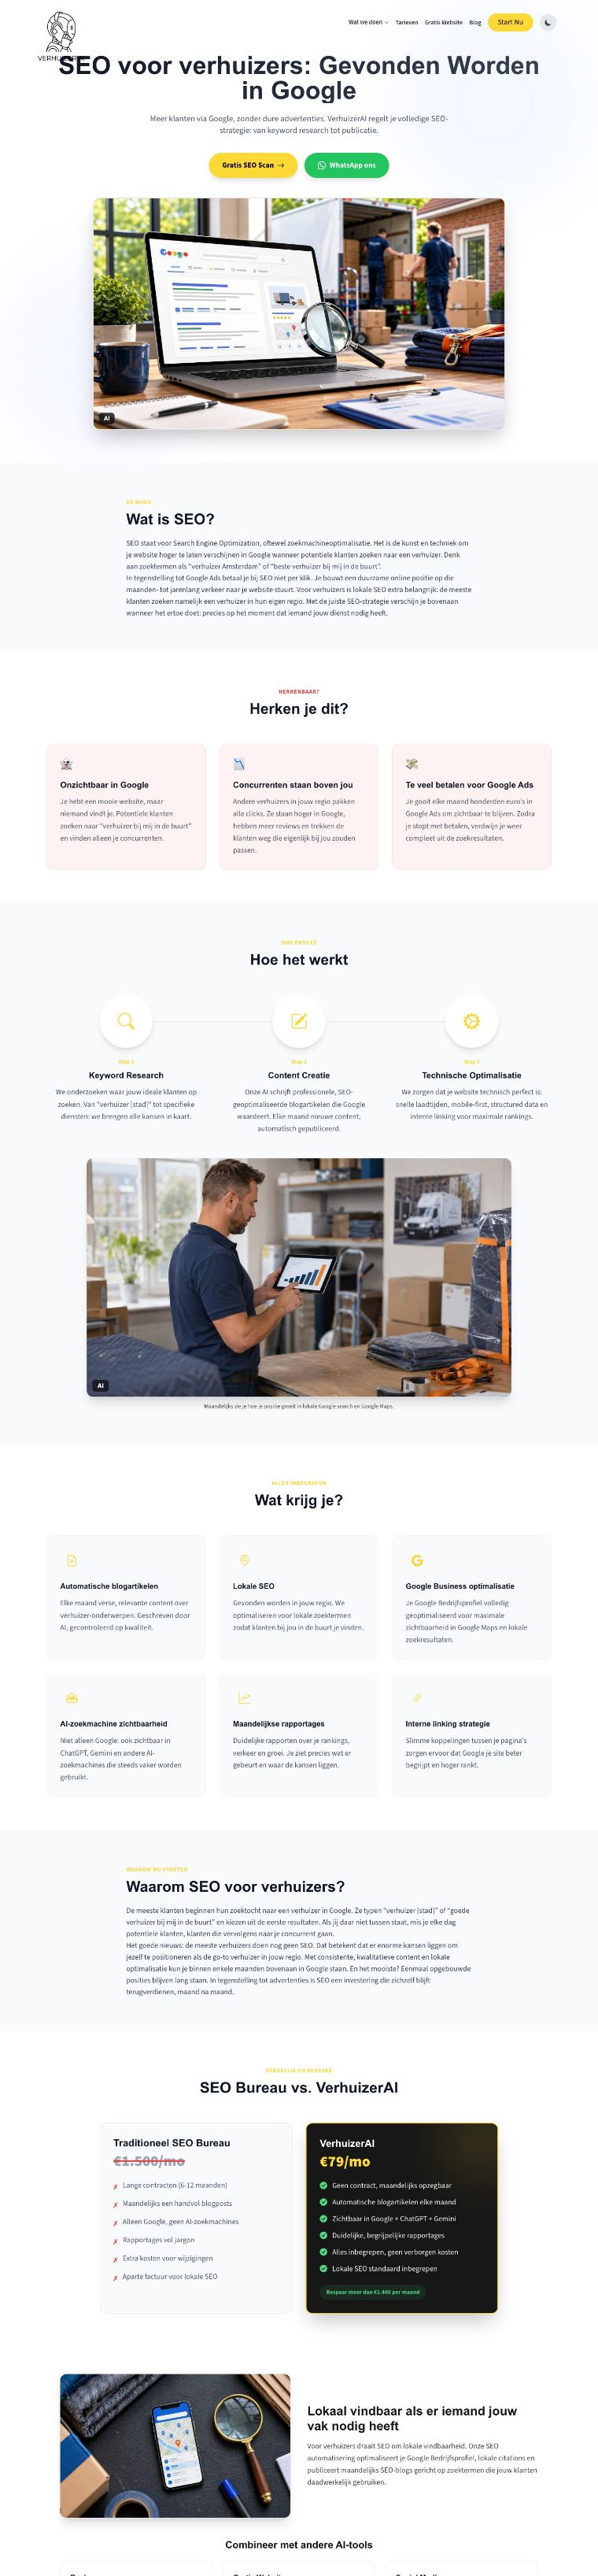 Wat we doen
Tarieven
Gratis Website
Blog
Start Nu
SEO voor verhuizers: Gevonden Worden
in Google
Meer klanten via Google, zonder dure advertenties. VerhuizerAI regelt je volledige SEO-
strategie: van keyword research tot publicatie.
Gratis SEO Scan →
WhatsApp ons
AI
DE BASIS
Wat is SEO?
SEO staat voor Search Engine Optimization, oftewel zoekmachineoptimalisatie. Het is de kunst en techniek om
je website hoger te laten verschijnen in Google wanneer potentiële klanten zoeken naar een verhuizer. Denk
aan zoektermen als "verhuizer Amsterdam" of "beste verhuizer bij mij in de buurt".
In tegenstelling tot Google Ads betaal je bij SEO niet per klik. Je bouwt een duurzame online positie op die
maanden- tot jarenlang verkeer naar je website stuurt. Voor verhuizers is lokale SEO extra belangrijk: de meeste
klanten zoeken namelijk een verhuizer in hun eigen regio. Met de juiste SEO-strategie verschijn je bovenaan
wanneer het ertoe doet: precies op het moment dat iemand jouw dienst nodig heeft.
HERKENBAAR?
Herken je dit?
Onzichtbaar in Google
Je hebt een mooie website, maar
niemand vindt je. Potentiele klanten
zoeken naar "verhuizer bij mij in de buurt"
en vinden alleen je concurrenten.
Concurrenten staan boven jou
Andere verhuizers in jouw regio pakken
alle clicks. Ze staan hoger in Google,
hebben meer reviews en trekken de
klanten weg die eigenlijk bij jou zouden
passen.
Te veel betalen voor Google Ads
Je gooit elke maand honderden euro's in
Google Ads om zichtbaar te blijven. Zodra
je stopt met betalen, verdwijn je weer
compleet uit de zoekresultaten.
ONS PROCES
Hoe het werkt
Stap 1
Keyword Research
We onderzoeken waar jouw ideale klanten op
zoeken. Van "verhuizer [stad]" tot specifieke
diensten: we brengen alle kansen in kaart.
Stap 2
Content Creatie
Onze AI schrijft professionele, SEO-
geoptimaliseerde blogartikelen die Google
waardeert. Elke maand nieuwe content,
automatisch gepubliceerd.
Stap 3
Technische Optimalisatie
We zorgen dat je website technisch perfect is:
snelle laadtijden, mobile-first, structured data en
interne linking voor maximale rankings.
AI
Maandelijks zie je hoe je positie groeit in lokale Google search en Google Maps.
ALLES INBEGREPEN
Wat krijg je?
Automatische blogartikelen
Elke maand verse, relevante content over
verhuizer-onderwerpen. Geschreven door
AI, gecontroleerd op kwaliteit.
Lokale SEO
Gevonden worden in jouw regio. We
optimaliseren voor lokale zoektermen
zodat klanten bij jou in de buurt je vinden.
Google Business optimalisatie
Je Google Bedrijfsprofiel volledig
geoptimaliseerd voor maximale
zichtbaarheid in Google Maps en lokale
zoekresultaten.
AI-zoekmachine zichtbaarheid
Niet alleen Google: ook zichtbaar in
ChatGPT, Gemini en andere AI-
zoekmachines die steeds vaker worden
gebruikt.
Maandelijkse rapportages
Duidelijke rapporten over je rankings,
verkeer en groei. Je ziet precies wat er
gebeurt en waar de kansen liggen.
Interne linking strategie
Slimme koppelingen tussen je pagina's
zorgen ervoor dat Google je site beter
begrijpt en hoger rankt.
WAAROM NU STARTEN
Waarom SEO voor verhuizers?
De meeste klanten beginnen hun zoektocht naar een verhuizer in Google. Ze typen "verhuizer [stad]" of "goede
verhuizer bij mij in de buurt" en kiezen uit de eerste resultaten. Als jij daar niet tussen staat, mis je elke dag
potentiele klanten, klanten die vervolgens naar je concurrent gaan.
Het goede nieuws: de meeste verhuizers doen nog geen SEO. Dat betekent dat er enorme kansen liggen om
jezelf te positioneren als de go-to verhuizer in jouw regio. Met consistente, kwalitatieve content en lokale
optimalisatie kun je binnen enkele maanden bovenaan in Google staan. En het mooiste? Eenmaal opgebouwde
posities blijven lang staan. In tegenstelling tot advertenties is SEO een investering die zichzelf blijft
terugverdienen, maand na maand.
VERGELIJK EN BESPAAR
SEO Bureau vs. VerhuizerAI
Traditioneel SEO Bureau
€1.500/mo
Lange contracten (6-12 maanden)
Maandelijks een handvol blogposts
Alleen Google, geen AI-zoekmachines
Rapportages vol jargon
Extra kosten voor wijzigingen
Aparte factuur voor lokale SEO
VerhuizerAI
€79/mo
Geen contract, maandelijks opzegbaar
Automatische blogartikelen elke maand
Zichtbaar in Google + ChatGPT + Gemini
Duidelijke, begrijpelijke rapportages
Alles inbegrepen, geen verborgen kosten
Lokale SEO standaard inbegrepen
Bespaar meer dan €1.400 per maand
Lokaal vindbaar als er iemand jouw
vak nodig heeft
Voor verhuizers draait SEO om lokale vindbaarheid. Onze SEO
automatisering optimaliseert je Google Bedrijfsprofiel, lokale citations en
publiceert maandelijks SEO-blogs gericht op zoektermen die jouw klanten
daadwerkelijk gebruiken.
Combineer met andere AI-tools